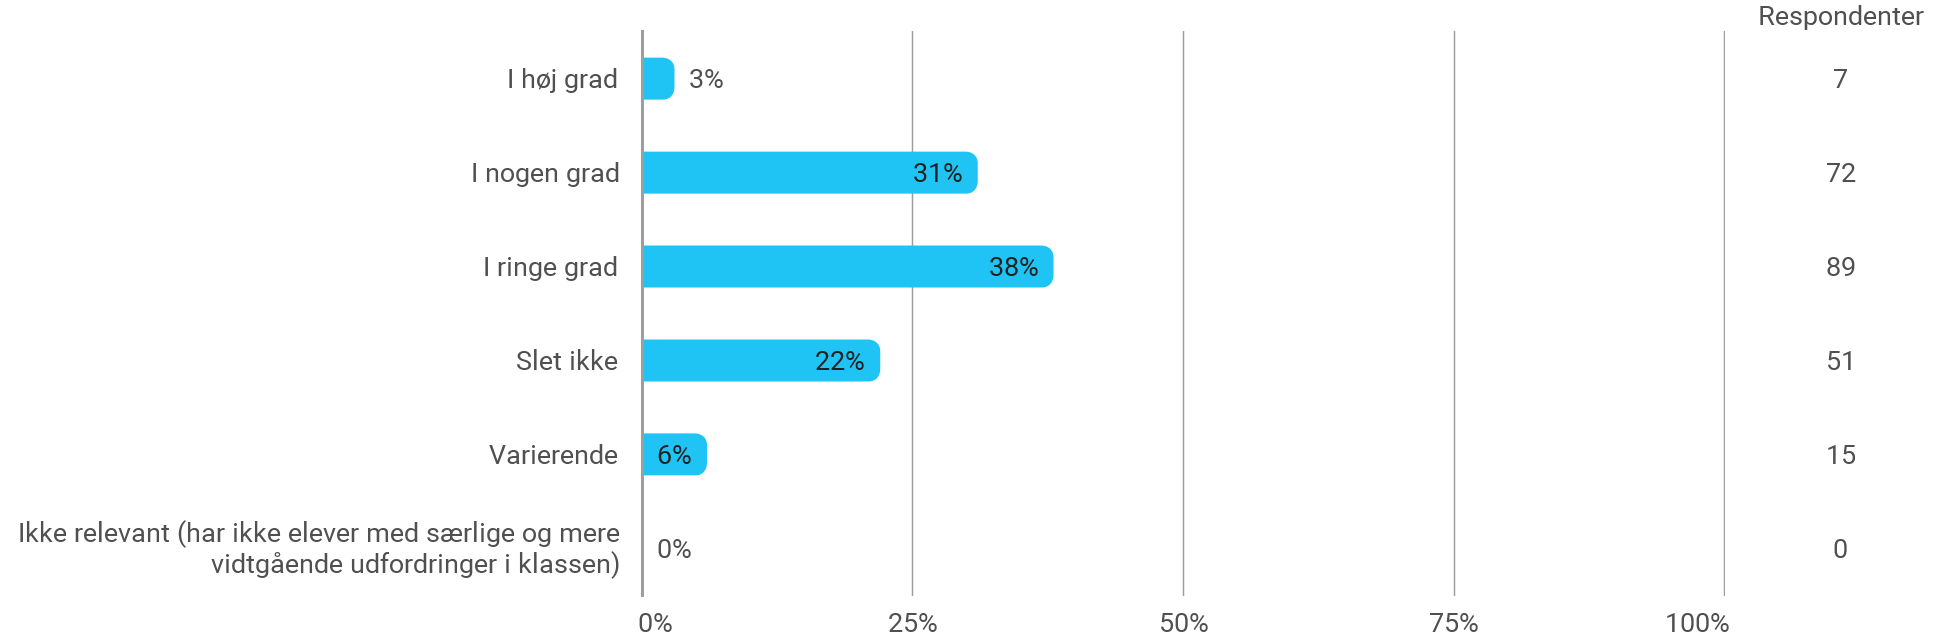 Respondenter
I høj grad 3% 7
I nogen grad 31% 72
I ringe grad 38% 89
Slet ikke 22% 51
Varierende 6% 15
Ikke relevant (har ikke elever med særlige og mere
vidtgående udfordringer i klassen) 0% 0
0% 25% 50% 75% 100%